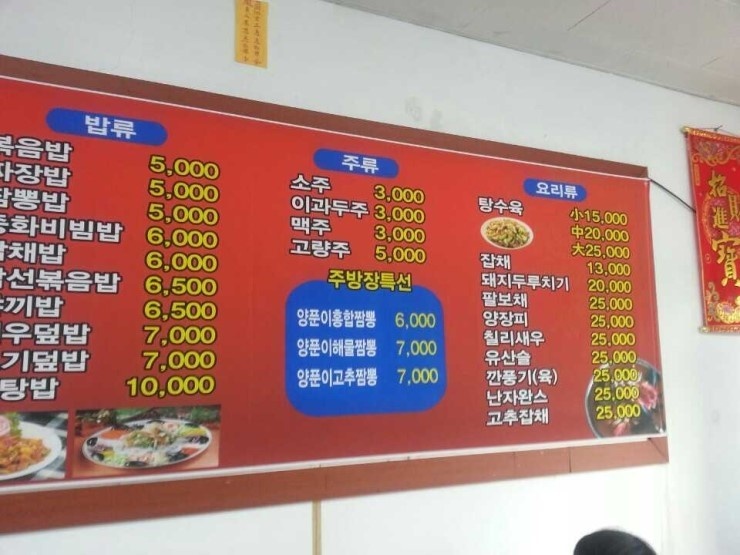 밥류
볶음밥 5,000
짜장밥 5,000
짬뽕밥 5,000
중화비빔밥 6,000
잡채밥 6,000
볶음밥 6,500
6,500
우덮밥 7,000
기덮밥 7,000
탕밥 10,000
주류
소주 3,000
이과두주 3,000
맥주 3,000
고량주 5,000
주방장특선
양푼이홍합짬뽕 6,000
양푼이해물짬뽕 7,000
양푼이고추짬뽕 7,000
요리류
탕수육 小15,000
中20,000
大25,000
잡채 13,000
돼지두루치기 20,000
팔보채 25,000
양장피 25,000
칠리새우 25,000
유산슬 25,000
깐풍기(육) 25,000
난자완스 25,000
고추잡채 25,000
招財進寶